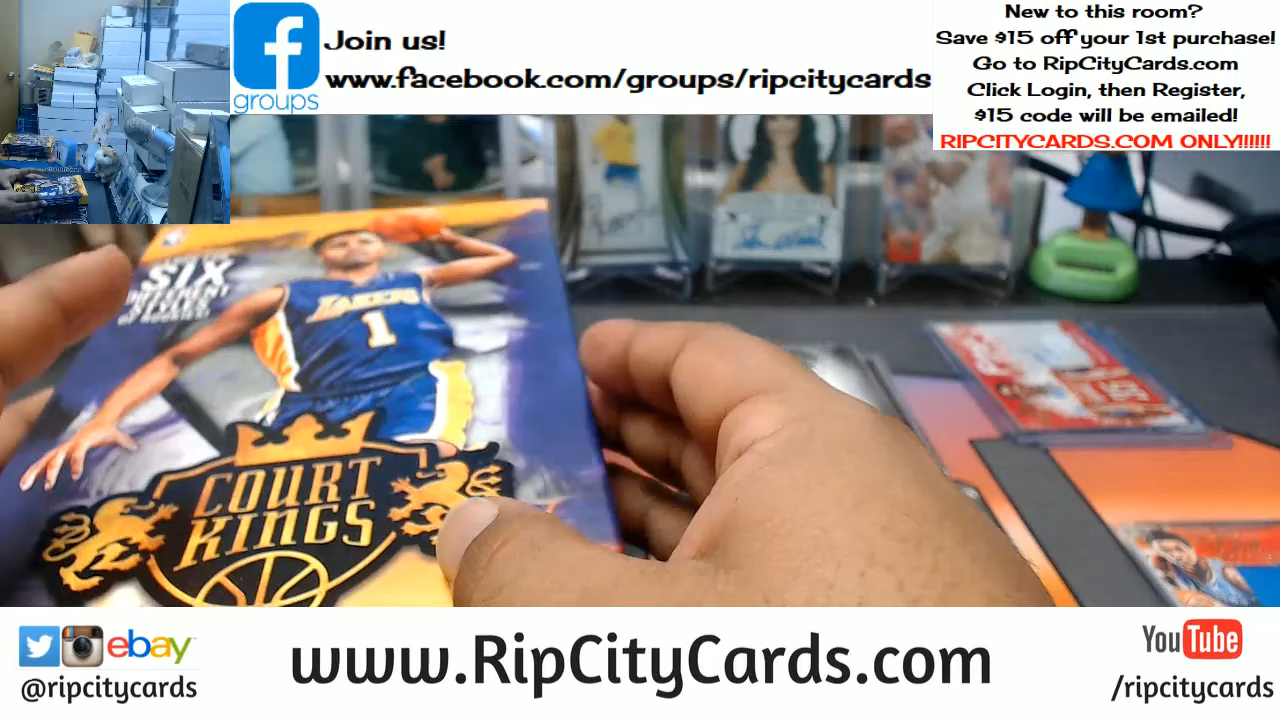 Join us!
www.facebook.com/groups/ripcitycards
groups
New to this room?
Save $15 off your 1st purchase!
Go to RipCityCards.com
Click Login, then Register,
$15 code will be emailed!
RIPCITYCARDS.COM ONLY!!!!!!
SIX
DIFFERENT
LAKERS
1
COURT
KINGS
ebay
@ripcitycards
www.RipCityCards.com
YouTube
/ripcitycards